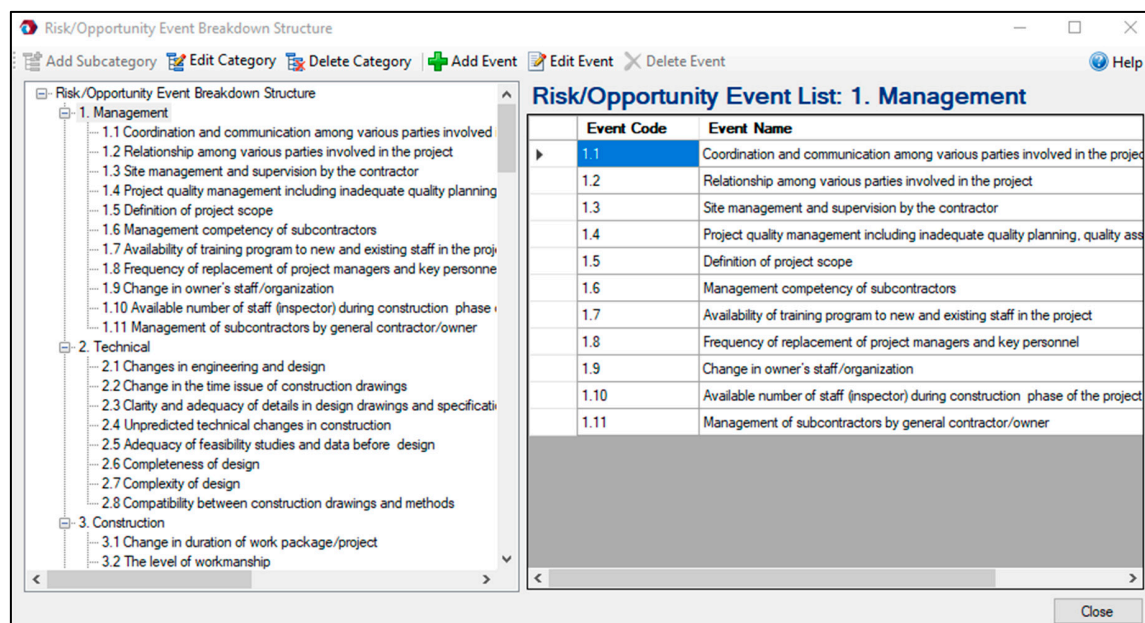 Risk/Opportunity Event Breakdown Structure
Add Subcategory Edit Category Delete Category Add Event Edit Event Delete Event Help
Risk/Opportunity Event Breakdown Structure
1. Management
1.1 Coordination and communication among various parties involved
1.2 Relationship among various parties involved in the project
1.3 Site management and supervision by the contractor
1.4 Project quality management including inadequate quality planning
1.5 Definition of project scope
1.6 Management competency of subcontractors
1.7 Availability of training program to new and existing staff in the
1.8 Frequency of replacement of project managers and key
1.9 Change in owner's staff/organization
1.10 Available number of staff (inspector) during construction phase
1.11 Management of subcontractors by general contractor/owner
2. Technical
2.1 Changes in engineering and design
2.2 Change in the time issue of construction drawings
2.3 Clarity and adequacy of details in design drawings and
2.4 Unpredicted technical changes in construction
2.5 Adequacy of feasibility studies and data before design
2.6 Completeness of design
2.7 Complexity of design
2.8 Compatibility between construction drawings and methods
3. Construction
3.1 Change in duration of work package/project
3.2 The level of workmanship
Risk/Opportunity Event List: 1. Management
Event Code Event Name
1.1 Coordination and communication among various parties involved in the
1.2 Relationship among various parties involved in the project
1.3 Site management and supervision by the contractor
1.4 Project quality management including inadequate quality planning, quality
1.5 Definition of project scope
1.6 Management competency of subcontractors
1.7 Availability of training program to new and existing staff in the project
1.8 Frequency of replacement of project managers and key personnel
1.9 Change in owner's staff/organization
1.10 Available number of staff (inspector) during construction phase of the project
1.11 Management of subcontractors by general contractor/owner
Close